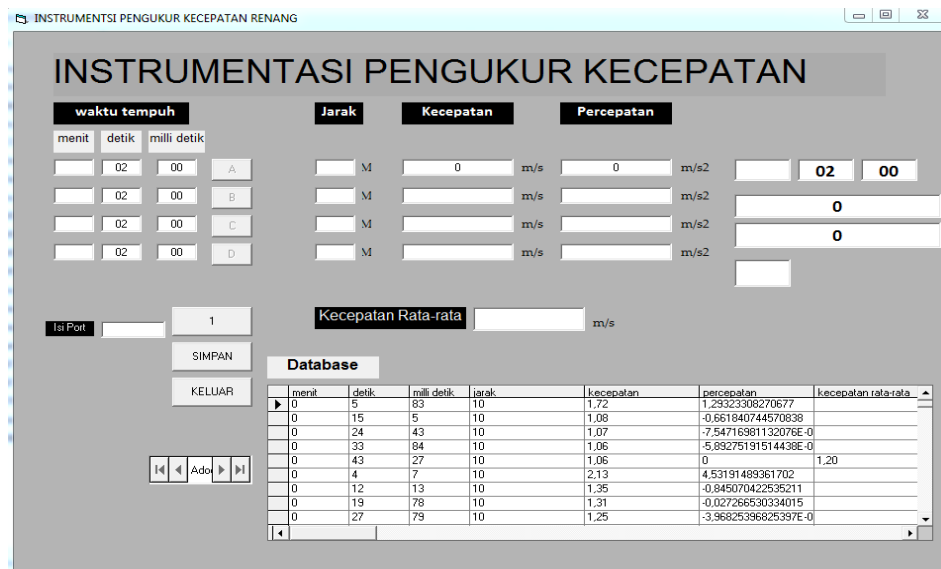 INSTRUMENTSI PENGUKUR KECEPATAN RENANG
INSTRUMENTASI PENGUKUR KECEPATAN
waktu tempuh Jarak Kecepatan Percepatan
menit detik milli detik
02 00 A M 0 m/s 0 m/s2 02 00
02 00 B M m/s m/s2 0
02 00 C M m/s m/s2 0
02 00 D M m/s m/s2
Kecepatan Rata-rata m/s
Isi Port 1
SIMPAN
Database
KELUAR
menit detik milli detik jarak kecepatan percepatan kecepatan rata-rata
0 5 83 10 1,72 1,29323308270677
0 15 5 10 1,08 -0,661840744570838
0 24 43 10 1,07 -7,54716981132076E-0
0 33 84 10 1,06 -5,89275191514438E-0
0 43 27 10 1,06 0 1,20
0 4 7 10 2,13 4,53191489361702
0 12 13 10 1,35 -0,845070422535211
0 19 78 10 1,31 -0,027266530334015
0 27 79 10 1,25 -3,96825396825397E-0